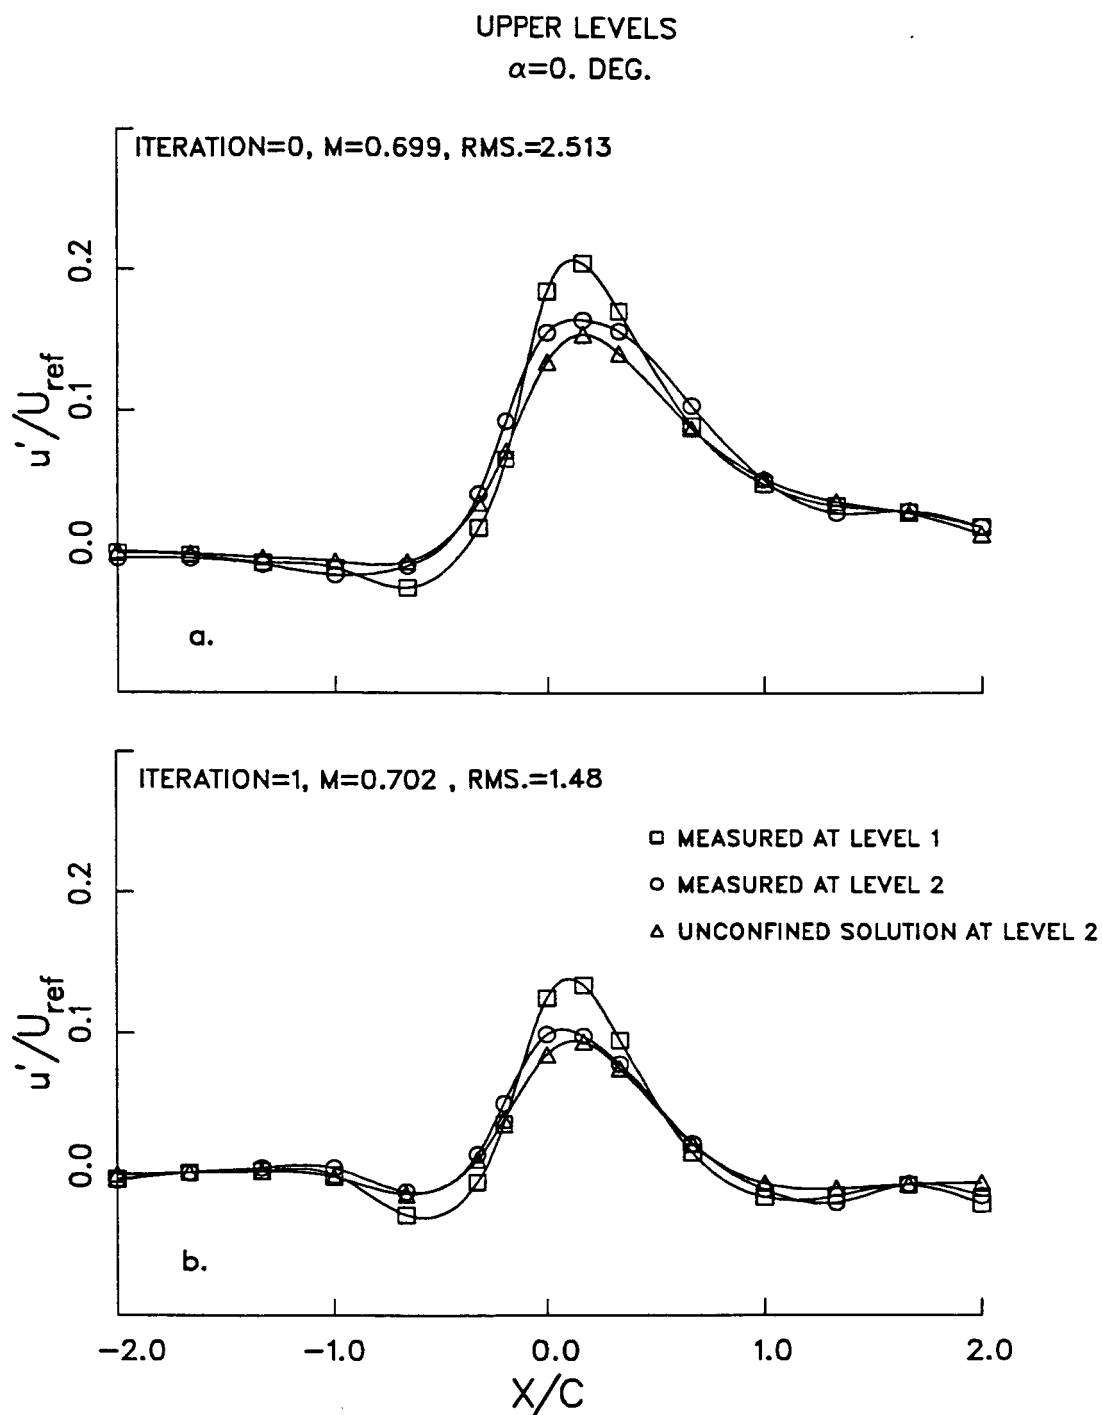 UPPER LEVELS
α=0. DEG.
ITERATION=0, M=0.699, RMS.=2.513
0.2
0.1
0.0
u'/Uref
a.
ITERATION=1, M=0.702 , RMS.=1.48
MEASURED AT LEVEL 1
MEASURED AT LEVEL 2
UNCONFINED SOLUTION AT LEVEL 2
0.2
0.1
0.0
u'/Uref
b.
-2.0 -1.0 0.0 1.0 2.0
X/C